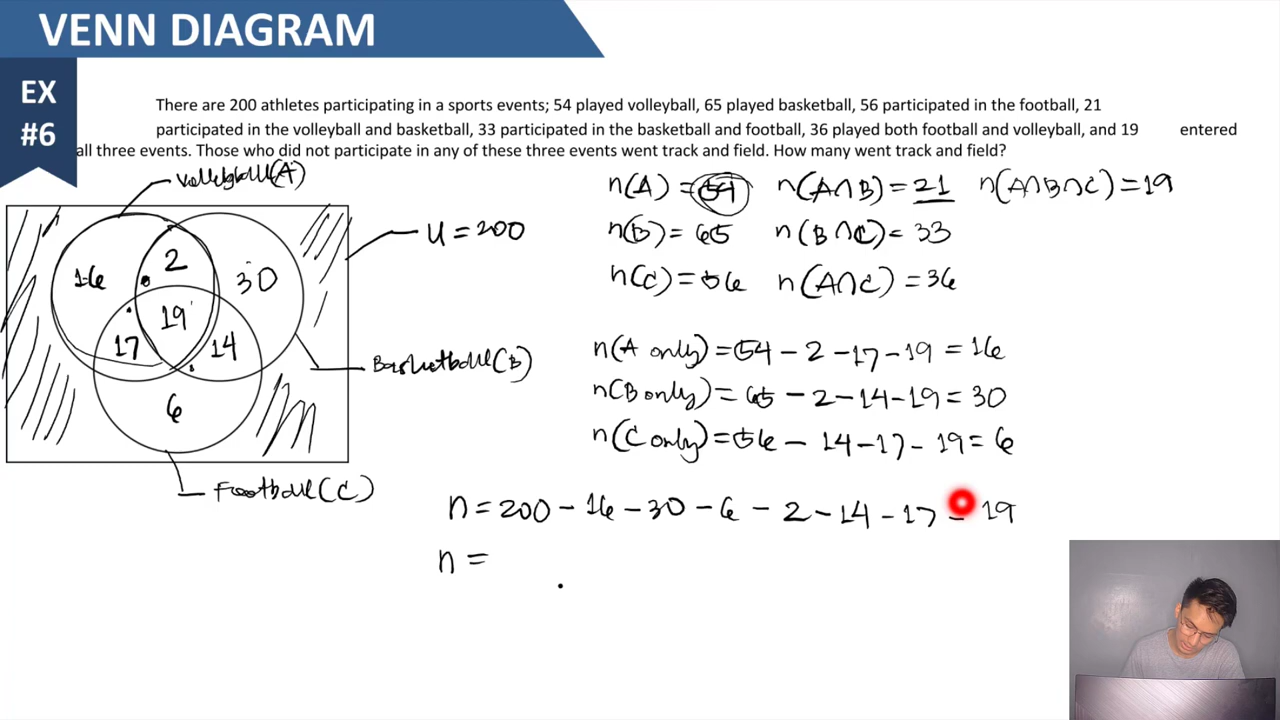 VENN DIAGRAM
EX
#6
There are 200 athletes participating in a sports events; 54 played volleyball, 65 played basketball, 56 participated in the football, 21
participated in the volleyball and basketball, 33 participated in the basketball and football, 36 played both football and volleyball, and 19 entered
all three events. Those who did not participate in any of these three events went track and field. How many went track and field?
Volleyball(A)
n(A) = 54 n(A∩B) = 21 n(A∩B∩C) = 19
U = 200
n(B) = 65 n(B∩C) = 33
n(C) = 56 n(A∩C) = 36
16 2 30
19
17 14
6
Basketball(B)
Football(C)
n(A only) = 54 - 2 - 17 - 19 = 16
n(B only) = 65 - 2 - 14 - 19 = 30
n(C only) = 56 - 14 - 17 - 19 = 6
n = 200 - 16 - 30 - 6 - 2 - 14 - 17 - 19
n =